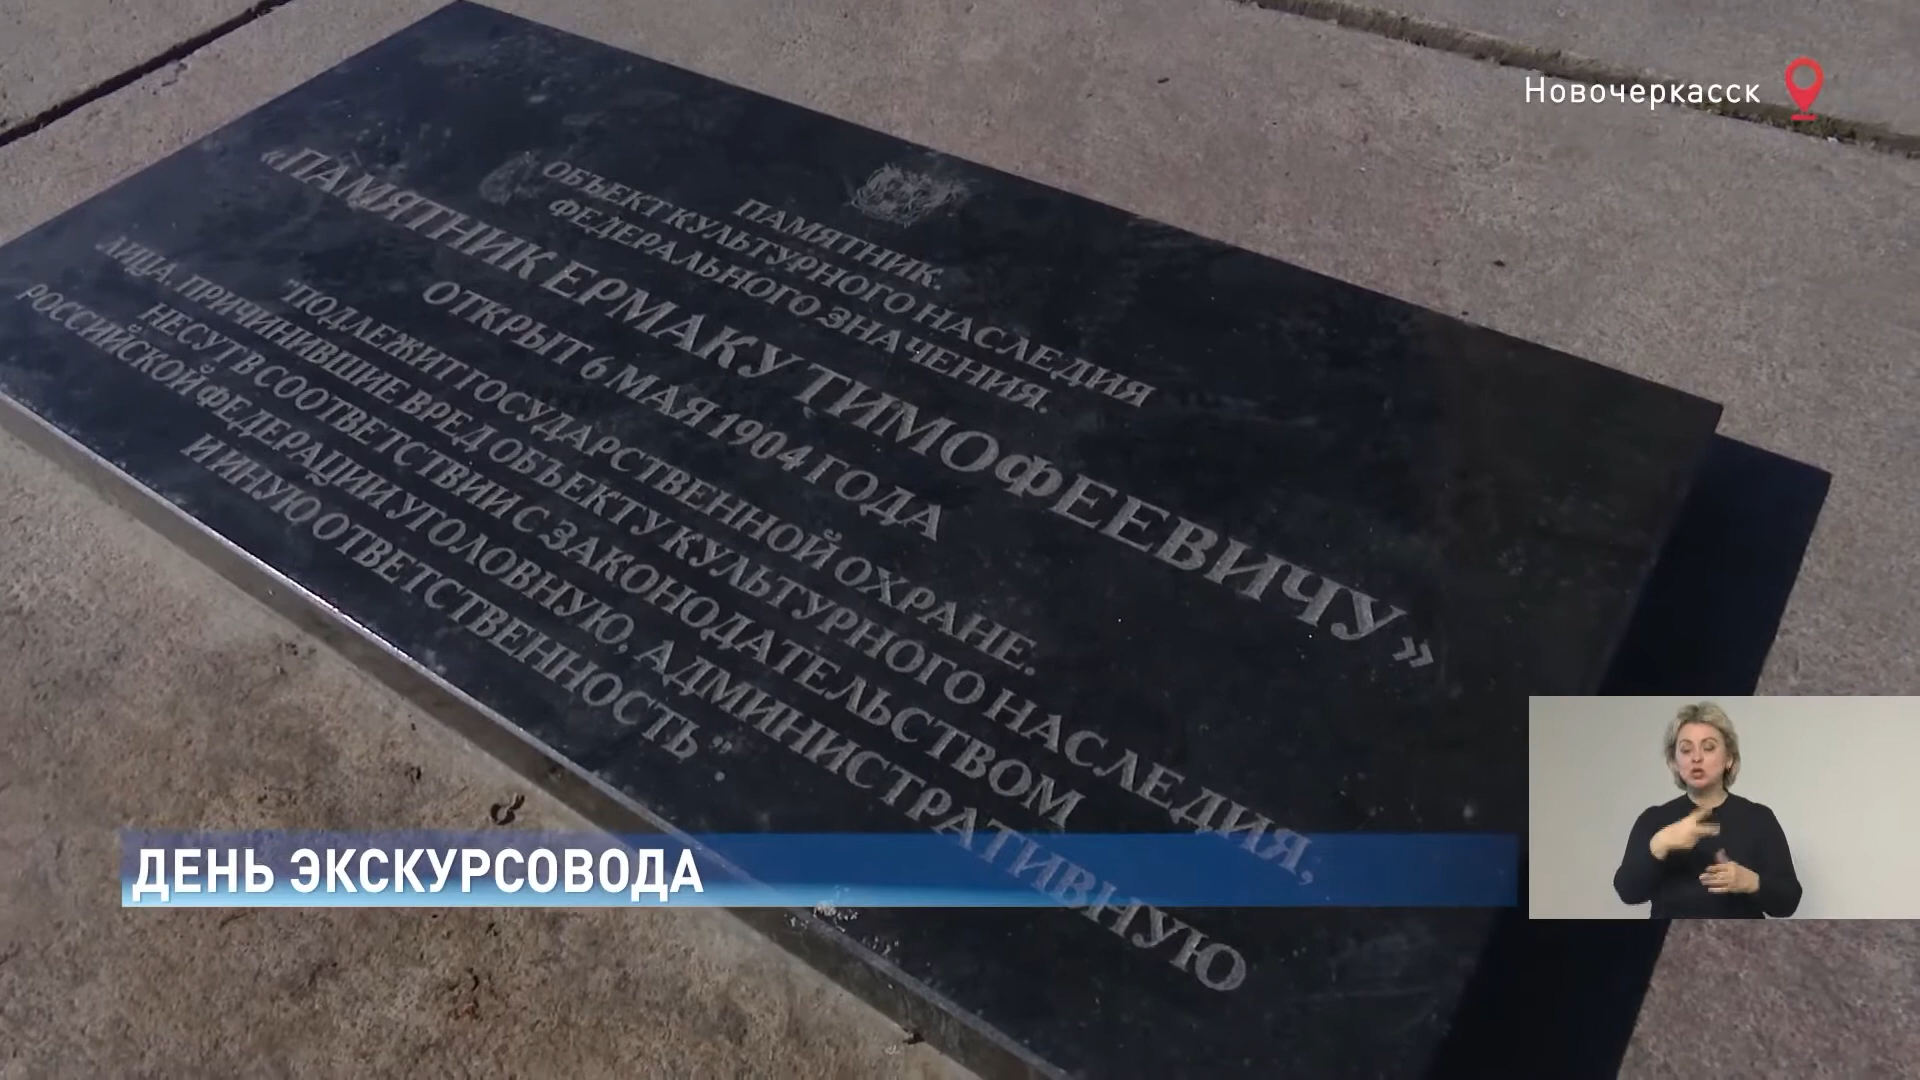 Новочеркасск
ПАМЯТНИК.
ОБЪЕКТ КУЛЬТУРНОГО НАСЛЕДИЯ
ФЕДЕРАЛЬНОГО ЗНАЧЕНИЯ.
«ПАМЯТНИК ЕРМАКУ ТИМОФЕЕВИЧУ»
ОТКРЫТ 6 МАЯ 1904 ГОДА
"ПОДЛЕЖИТ ГОСУДАРСТВЕННОЙ ОХРАНЕ.
ЛИЦА, ПРИЧИНИВШИЕ ВРЕД ОБЪЕКТУ КУЛЬТУРНОГО НАСЛЕДИЯ,
НЕСУТ В СООТВЕТСТВИИ С ЗАКОНОДАТЕЛЬСТВОМ
РОССИЙСКОЙ ФЕДЕРАЦИИ УГОЛОВНУЮ, АДМИНИСТРАТИВНУЮ
И ИНУЮ ОТВЕТСТВЕННОСТЬ".
ДЕНЬ ЭКСКУРСОВОДА